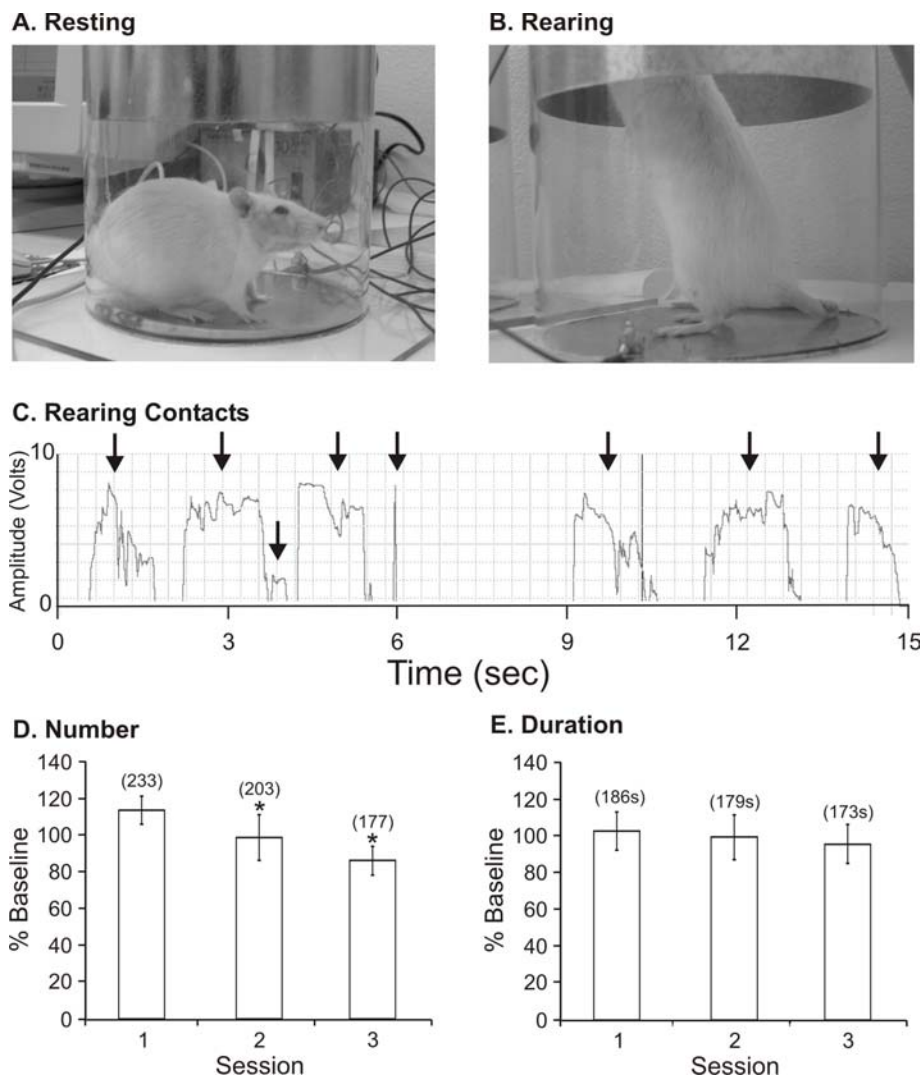 A. Resting
B. Rearing
C. Rearing Contacts
Amplitude (Volts)
10
0
0 3 6 9 12 15
Time (sec)
D. Number
% Baseline
140
120
100
80
60
40
20
0
(233)
(203)
*
(177)
*
1 2 3
Session
E. Duration
% Baseline
140
120
100
80
60
40
20
0
(186s)
(179s)
(173s)
1 2 3
Session